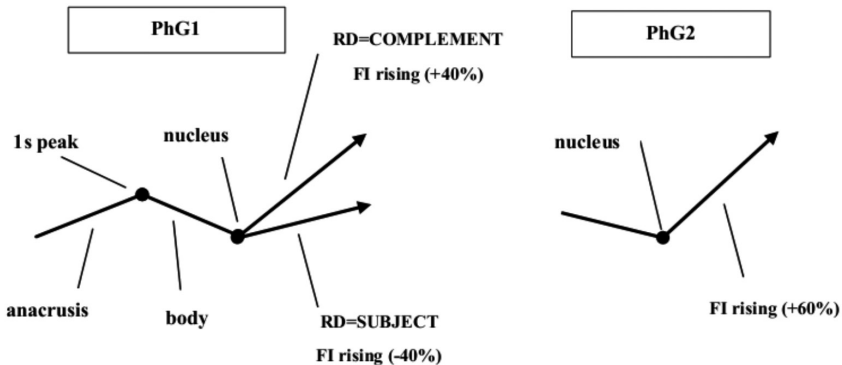 PhG1
RD=COMPLEMENT
FI rising (+40%)
1s peak
nucleus
anacrusis
body
RD=SUBJECT
FI rising (-40%)
PhG2
nucleus
FI rising (+60%)